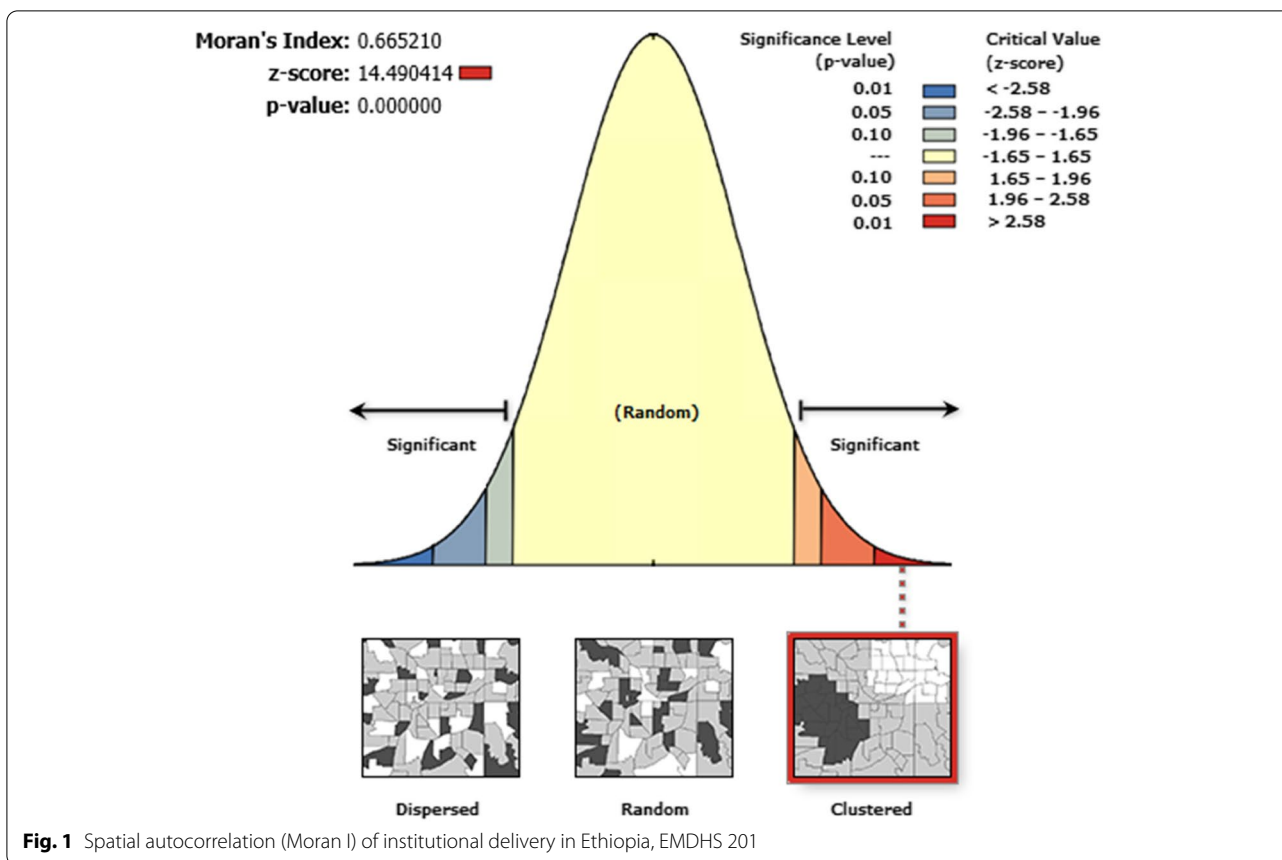 Moran's Index: 0.665210
z-score: 14.490414
p-value: 0.000000
Significance Level
(p-value)
Critical Value
(z-score)
0.01 < -2.58
0.05 -2.58 – -1.96
0.10 -1.96 – -1.65
--- -1.65 – 1.65
0.10 1.65 – 1.96
0.05 1.96 – 2.58
0.01 > 2.58
(Random)
Significant
Significant
Dispersed
Random
Clustered
Fig. 1 Spatial autocorrelation (Moran I) of institutional delivery in Ethiopia, EMDHS 201